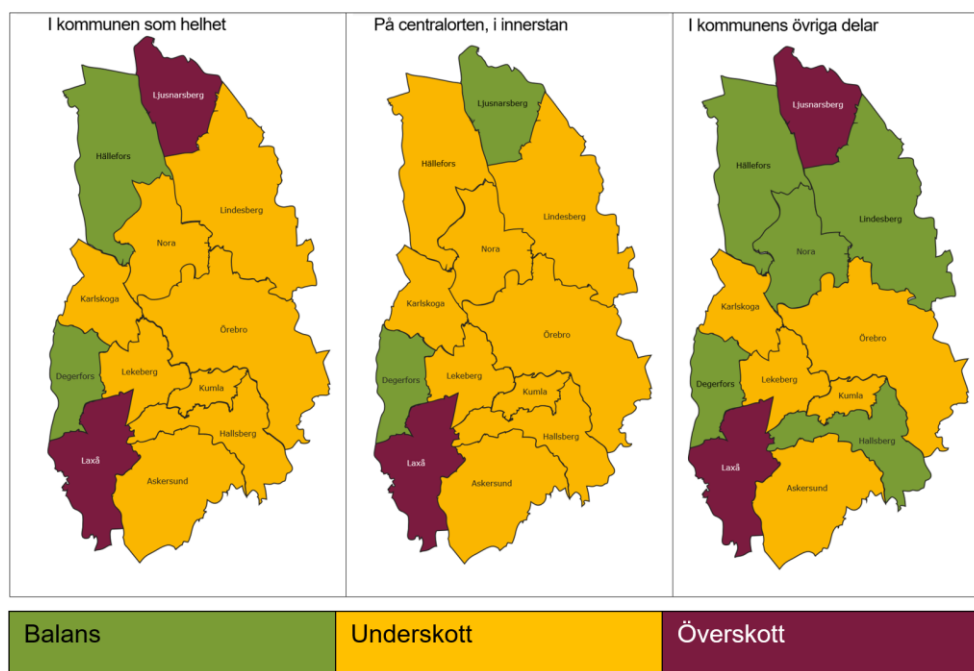 I kommunen som helhet
Ljusnarsberg
Hällefors
Lindesberg
Nora
Karlskoga
Örebro
Degerfors
Lekeberg
Kumla
Hallsberg
Laxå
Askersund
På centralorten, i innerstan
Ljusnarsberg
Hällefors
Lindesberg
Nora
Karlskoga
Örebro
Degerfors
Lekeberg
Kumla
Hallsberg
Laxå
Askersund
I kommunens övriga delar
Ljusnarsberg
Hällefors
Lindesberg
Nora
Karlskoga
Örebro
Degerfors
Lekeberg
Kumla
Hallsberg
Laxå
Askersund
Balans
Underskott
Överskott